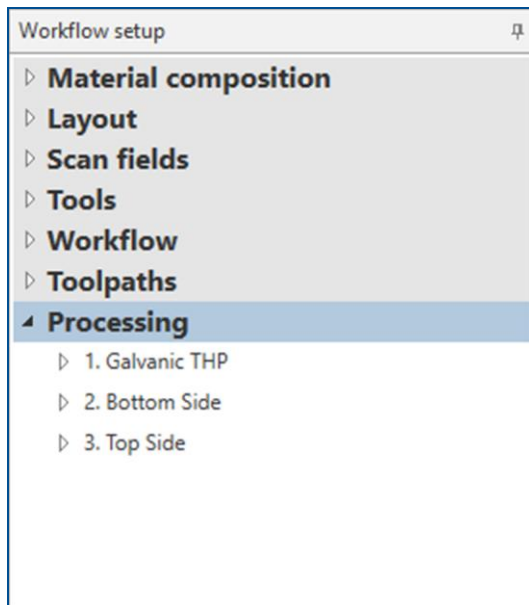 Workflow setup
Material composition
Layout
Scan fields
Tools
Workflow
Toolpaths
Processing
1. Galvanic THP
2. Bottom Side
3. Top Side